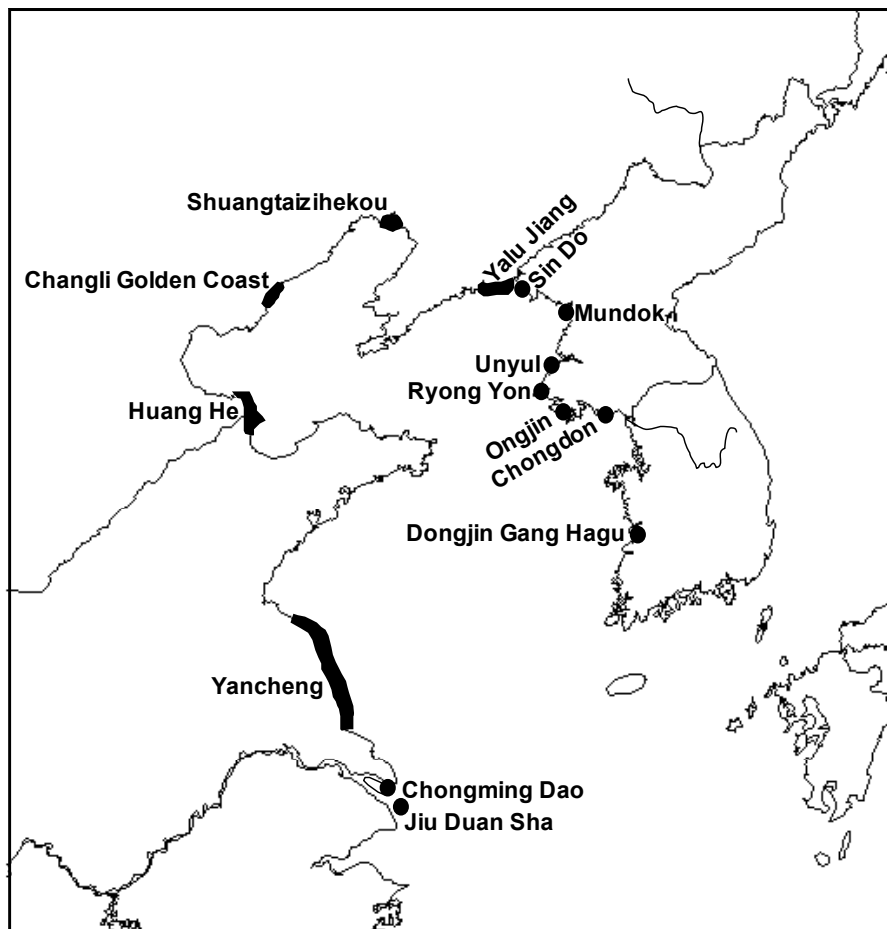 Shuangtaizihekou
Yalu Jiang
Sin Do
Changli Golden Coast
Mundok
Unyul
Ryong Yon
Huang He
Ongjin
Chongdon
Dongjin Gang Hagu
Yancheng
Chongming Dao
Jiu Duan Sha